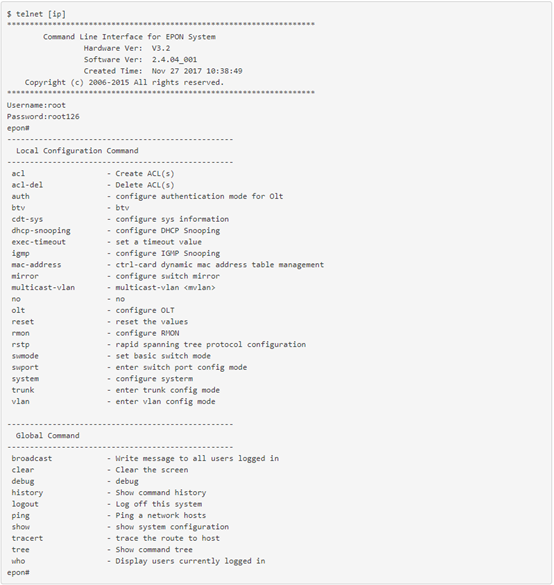 $ telnet [ip]
*********************************************************************
Command Line Interface for EPON System
Hardware Ver: V3.2
Software Ver: 2.4.04_001
Created Time: Nov 27 2017 10:38:49
Copyright (c) 2006-2015 All rights reserved.
*********************************************************************
Username:root
Password:root126
epon#
--------------------------------------------------
Local Configuration Command
--------------------------------------------------
acl - Create ACL(s)
acl-del - Delete ACL(s)
auth - configure authentication mode for Olt
btv - btv
cdt-sys - configure sys information
dhcp-snooping - configure DHCP Snooping
exec-timeout - set a timeout value
igmp - configure IGMP Snooping
mac-address - ctrl-card dynamic mac address table management
mirror - configure switch mirror
multicast-vlan - multicast-vlan <mvlan>
no - no
olt - configure OLT
reset - reset the values
rmon - configure RMON
rstp - rapid spanning tree protocol configuration
swmode - set basic switch mode
swport - enter switch port config mode
system - configure systerm
trunk - enter trunk config mode
vlan - enter vlan config mode
--------------------------------------------------
Global Command
--------------------------------------------------
broadcast - Write message to all users logged in
clear - Clear the screen
debug - debug
history - Show command history
logout - Log off this system
ping - Ping a network hosts
show - show system configuration
tracert - trace the route to host
tree - Show command tree
who - Display users currently logged in
epon#